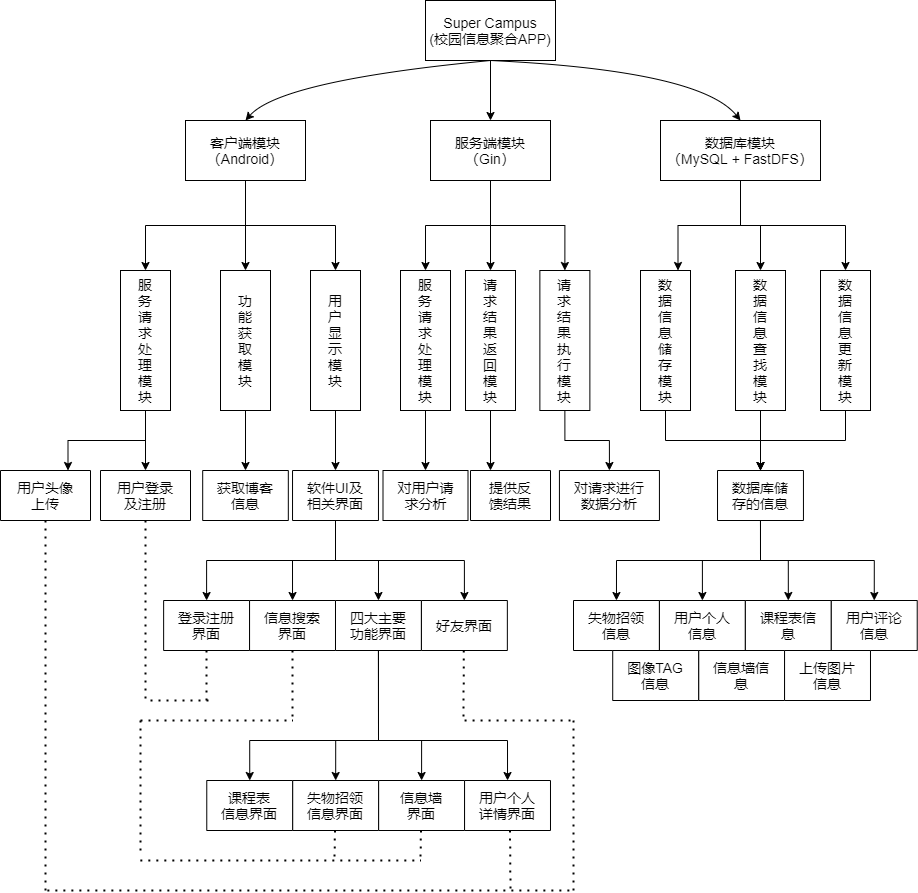 Super Campus
(校园信息聚合APP)
客户端模块
（Android）
服务端模块
（Gin）
数据库模块
（MySQL + FastDFS）
服务请求处理模块
功能获取模块
用户显示模块
服务请求处理模块
请求结果返回模块
请求结果执行模块
数据信息储存模块
数据信息查找模块
数据信息更新模块
用户头像
上传
用户登录
及注册
获取博客
信息
软件UI及
相关界面
对用户请
求分析
提供反
馈结果
对请求进行
数据分析
数据库储
存的信息
登录注册
界面
信息搜索
界面
四大主要
功能界面
好友界面
失物招领
信息
用户个人
信息
课程表信
息
用户评论
信息
图像TAG
信息
信息墙信
息
上传图片
信息
课程表
信息界面
失物招领
信息界面
信息墙
界面
用户个人
详情界面